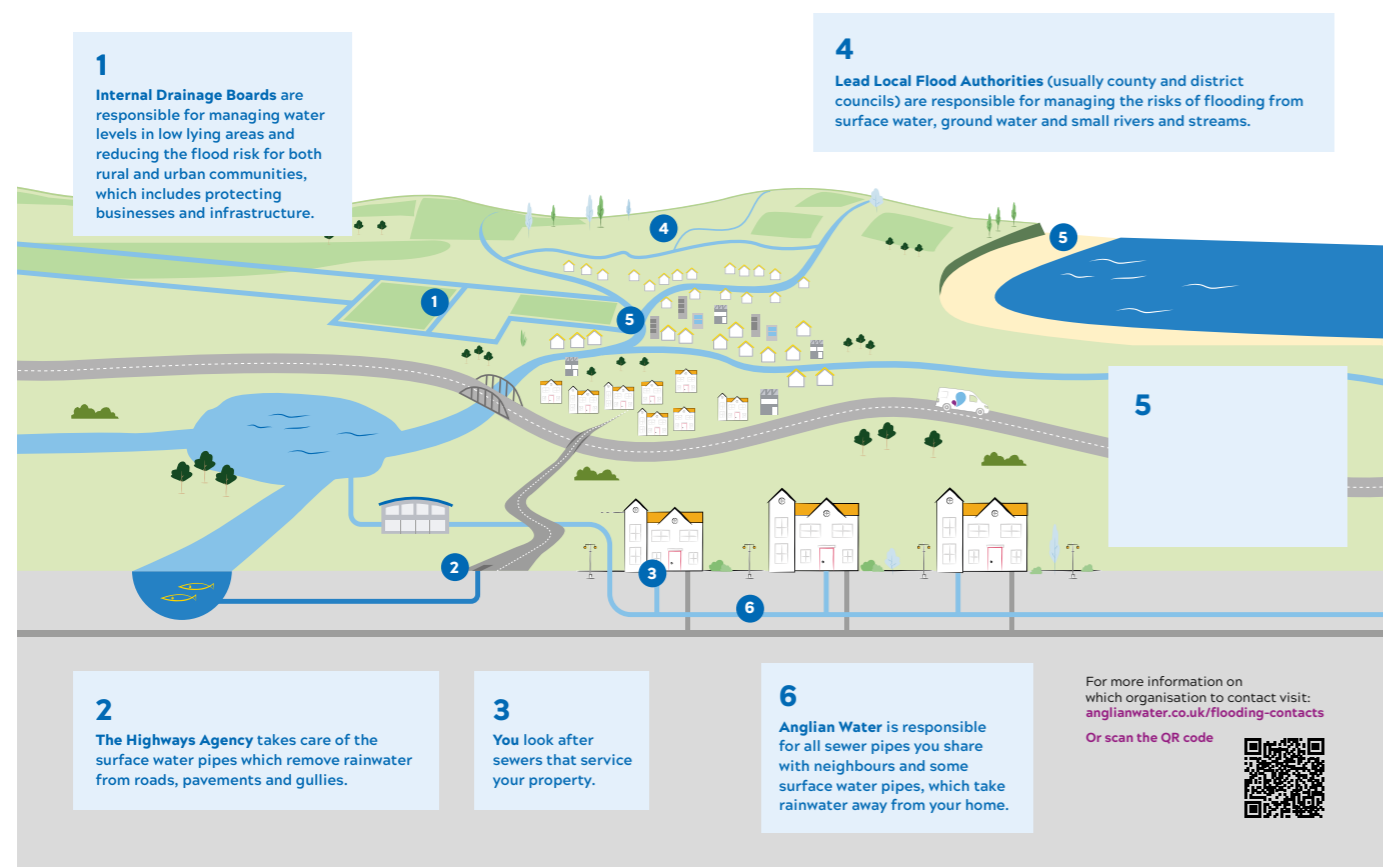 1
Internal Drainage Boards are
responsible for managing water
levels in low lying areas and
reducing the flood risk for both
rural and urban communities,
which includes protecting
businesses and infrastructure.
4
Lead Local Flood Authorities (usually county and district
councils) are responsible for managing the risks of flooding from
surface water, ground water and small rivers and streams.
4
5
1
5
5
2
3
6
2
The Highways Agency takes care of the
surface water pipes which remove rainwater
from roads, pavements and gullies.
3
You look after
sewers that service
your property.
6
Anglian Water is responsible
for all sewer pipes you share
with neighbours and some
surface water pipes, which take
rainwater away from your home.
For more information on
which organisation to contact visit:
anglianwater.co.uk/flooding-contacts
Or scan the QR code